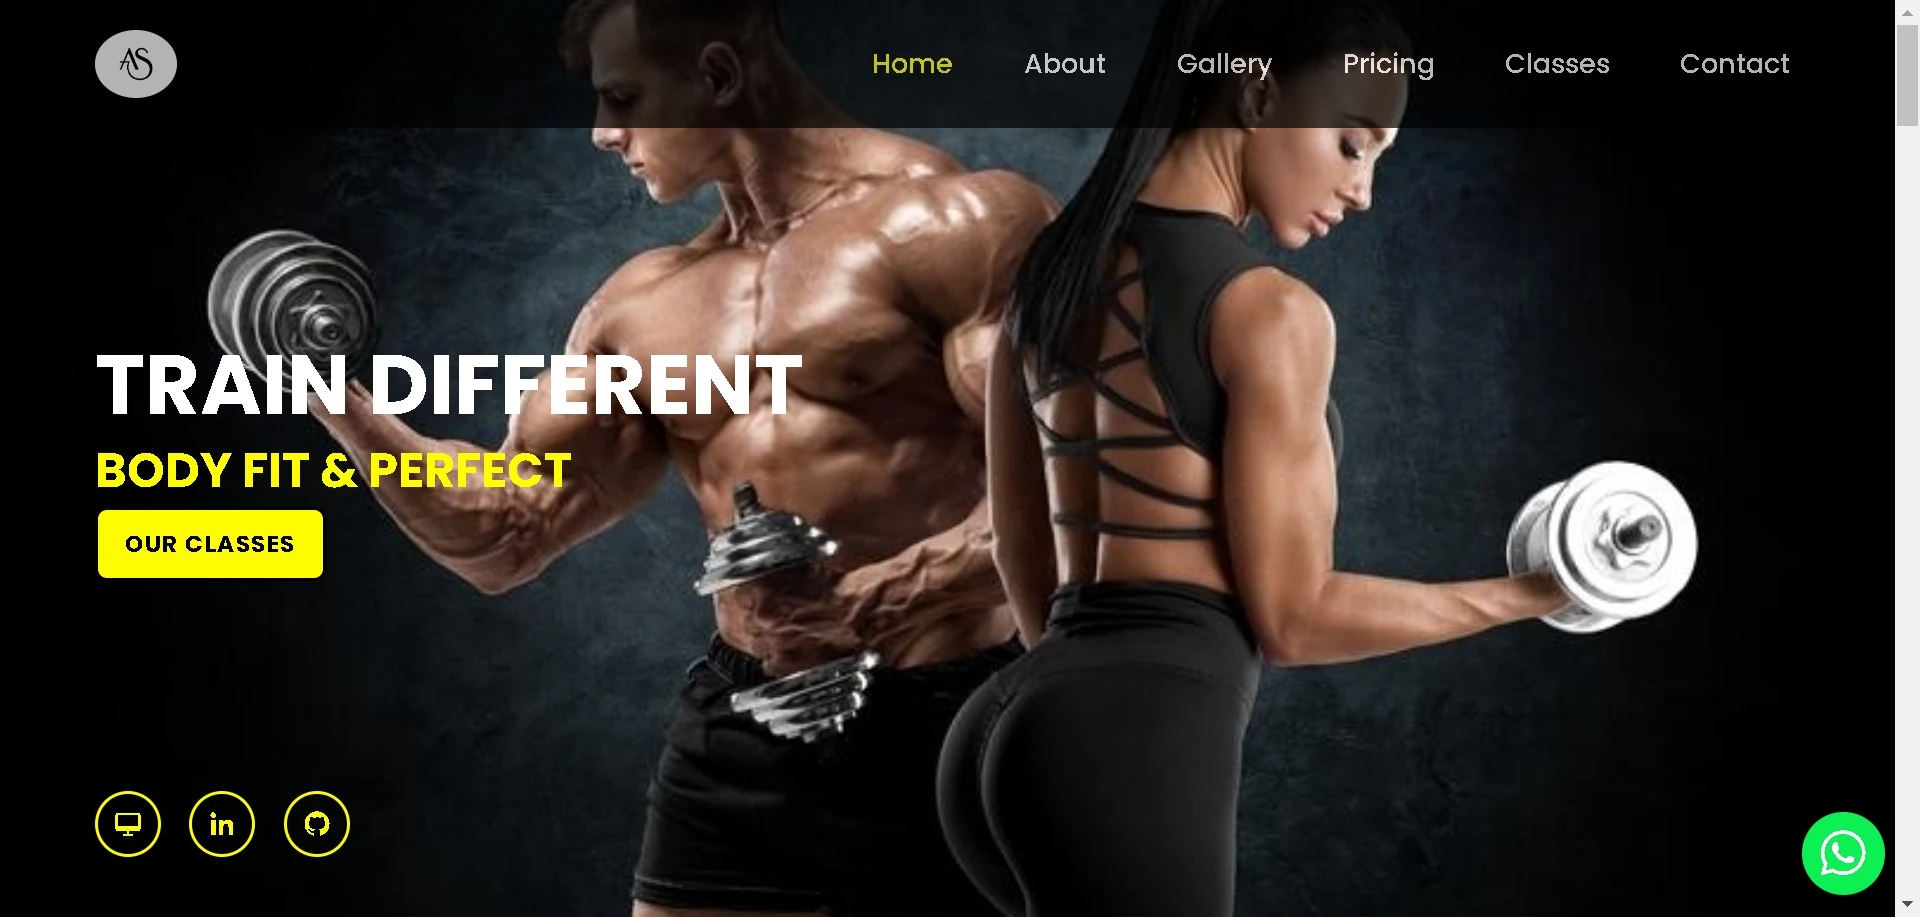 AS
Home About Gallery Pricing Classes Contact
TRAIN DIFFERENT
BODY FIT & PERFECT
OUR CLASSES
in